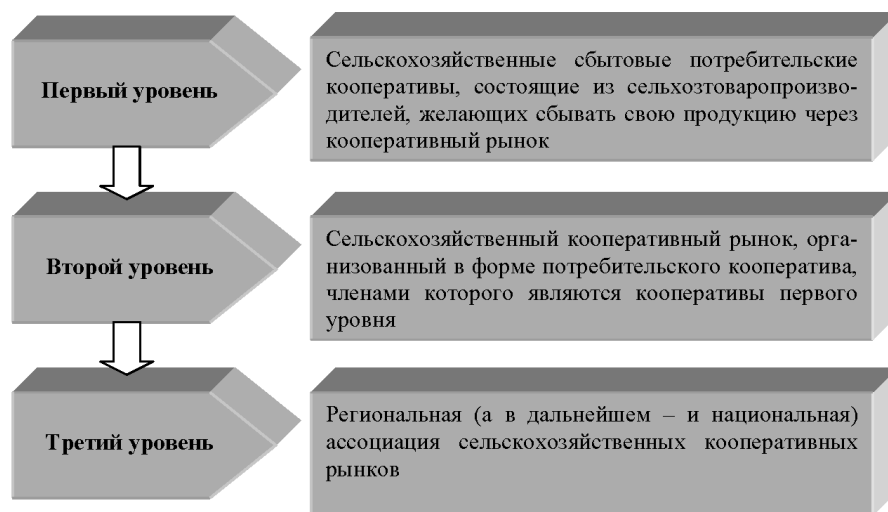 Первый уровень
Сельскохозяйственные сбытовые потребительские
кооперативы, состоящие из сельхозтоваропроизво-
дителей, желающих сбывать свою продукцию через
кооперативный рынок
Второй уровень
Сельскохозяйственный кооперативный рынок, орга-
низованный в форме потребительского кооператива,
членами которого являются кооперативы первого
уровня
Третий уровень
Региональная (а в дальнейшем – и национальная)
ассоциация сельскохозяйственных кооперативных
рынков